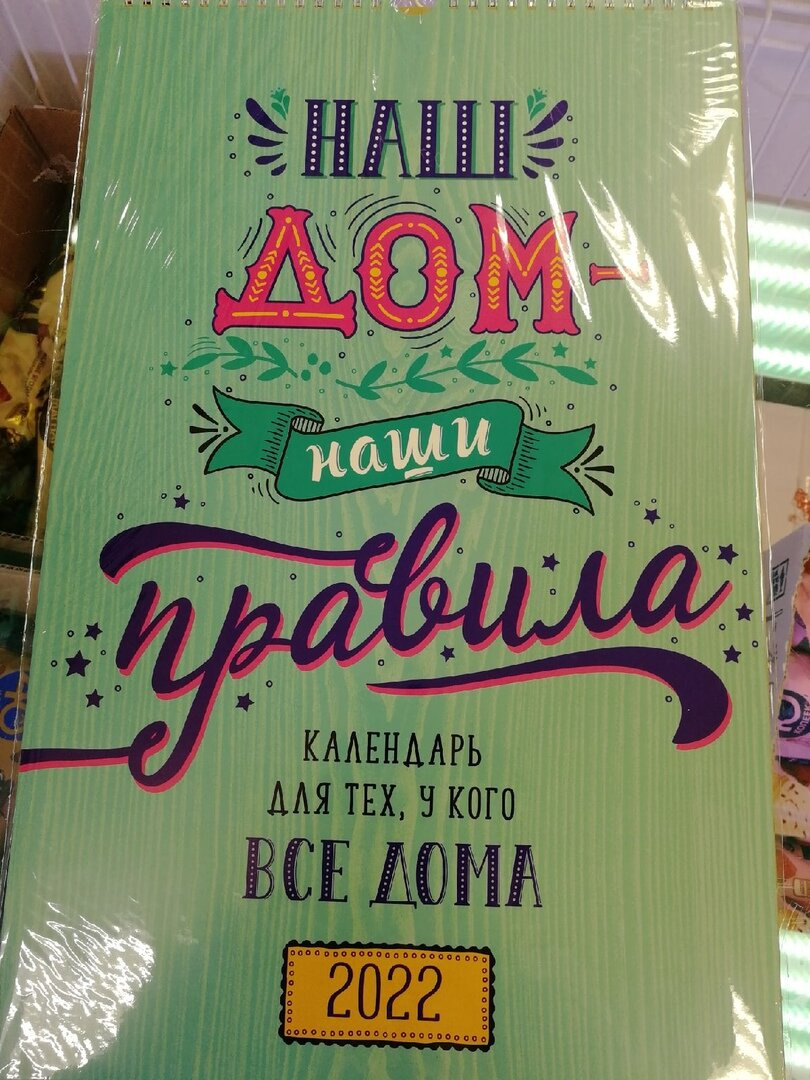 НАШ
ДОМ-
наши
правила
КАЛЕНДАРЬ
ДЛЯ ТЕХ, У КОГО
ВСЕ ДОМА
2022